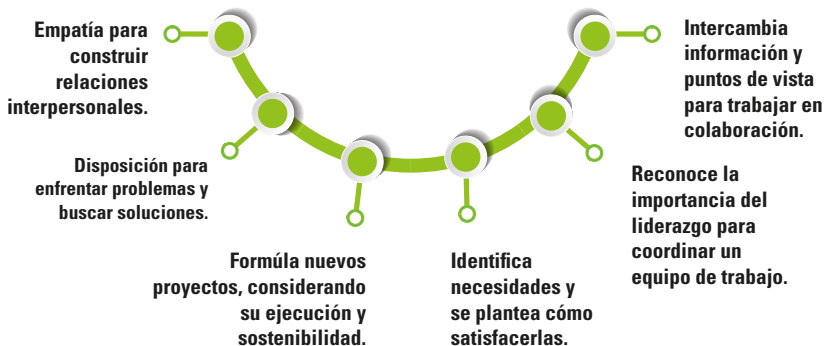 Empatía para
construir
relaciones
interpersonales.
Disposición para
enfrentar problemas y
buscar soluciones.
Formúla nuevos
proyectos, considerando
su ejecución y
sostenibilidad.
Identifica
necesidades y
se plantea cómo
satisfacerlas.
Reconoce la
importancia del
liderazgo para
coordinar un
equipo de trabajo.
Intercambia
información y
puntos de vista
para trabajar en
colaboración.